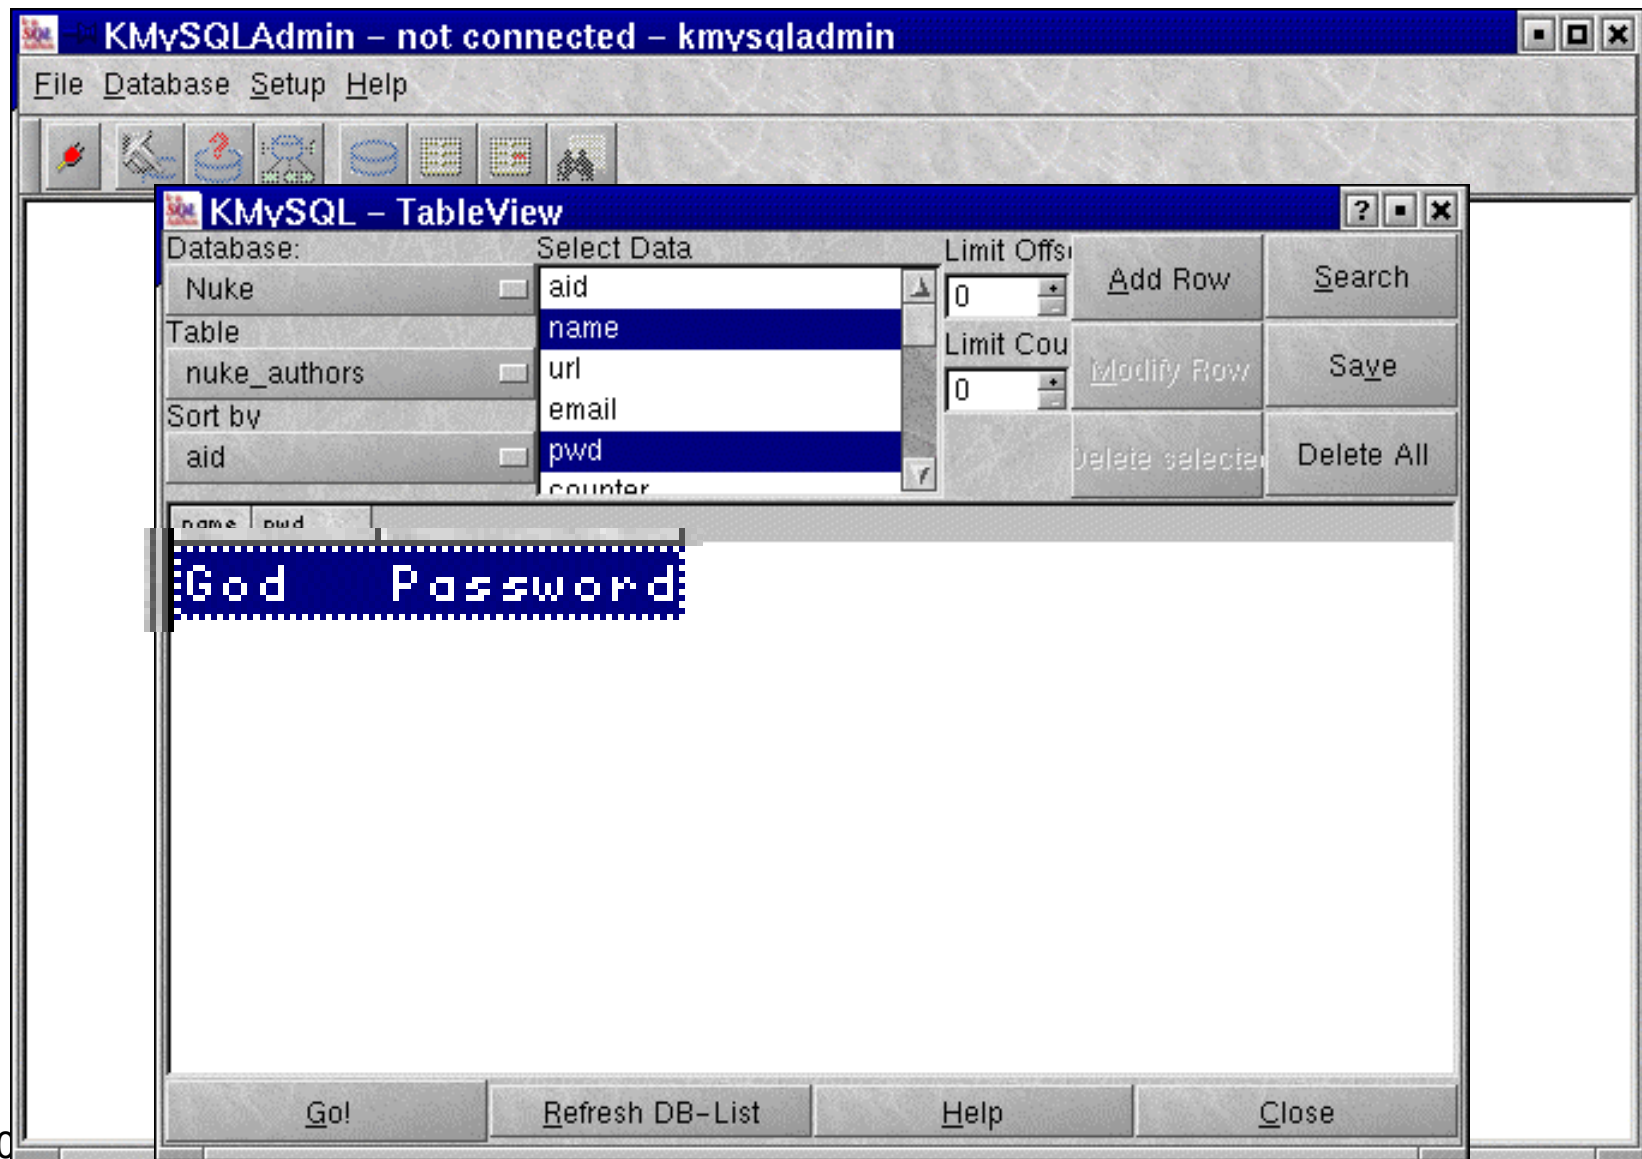 KMySQLAdmin – not connected – kmysqladmin
File Database Setup Help
KMySQL – TableView
Database: Select Data Limit Offs
Nuke aid 0 Add Row Search
Table name Limit Cou
nuke_authors url 0 Modify Row Save
Sort by email
aid pwd Delete selecte Delete All
counter
name pwd
God Password
Go! Refresh DB–List Help Close